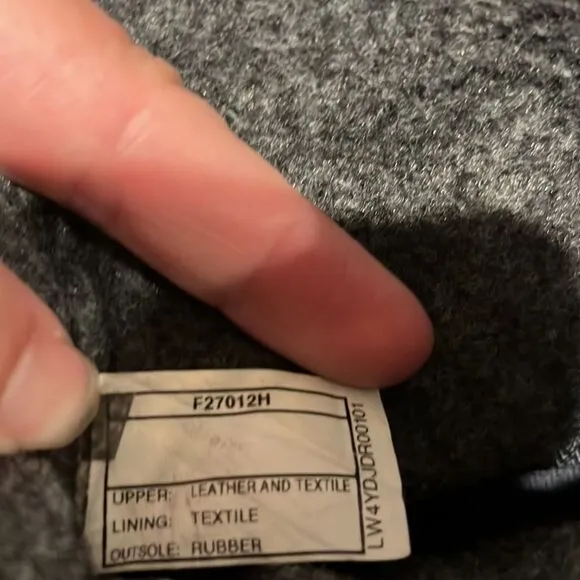 F27012H
UPPER: LEATHER AND TEXTILE
LINING: TEXTILE
OUTSOLE: RUBBER
LW4YDJDR00101